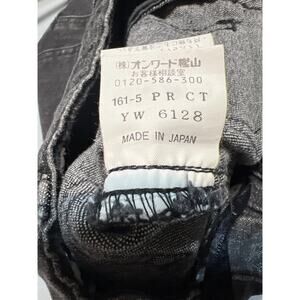 (株)オンワード樫山
お客様相談室
0120-586-300
161-5 PR CT
YW 6128
MADE IN JAPAN